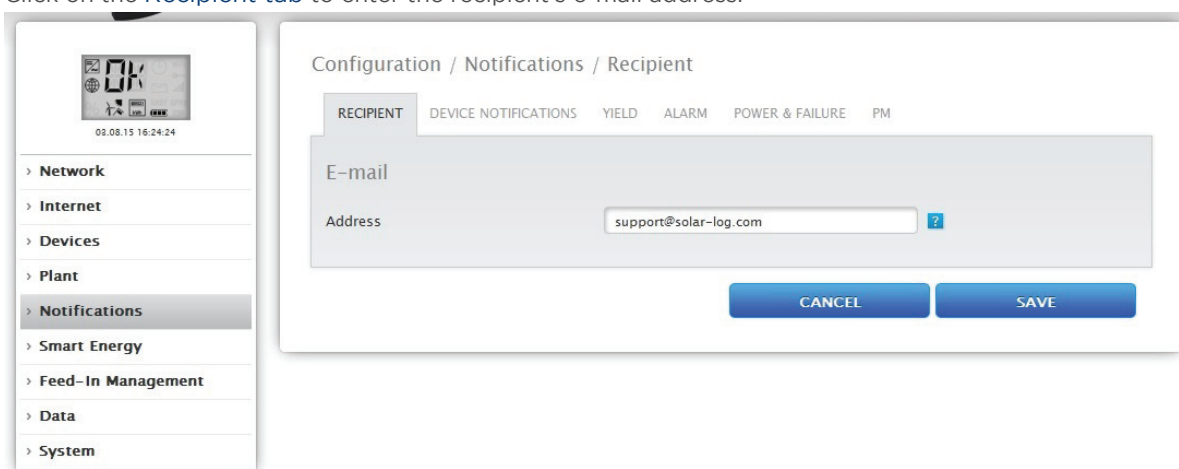 Click on the Recipient tab to enter the recipient's e-mail address.
OK
03.08.15 16:24:24
› Network
› Internet
› Devices
› Plant
› Notifications
› Smart Energy
› Feed-In Management
› Data
› System
Configuration / Notifications / Recipient
RECIPIENT DEVICE NOTIFICATIONS YIELD ALARM POWER & FAILURE PM
E-mail
Address support@solar-log.com ?
CANCEL SAVE